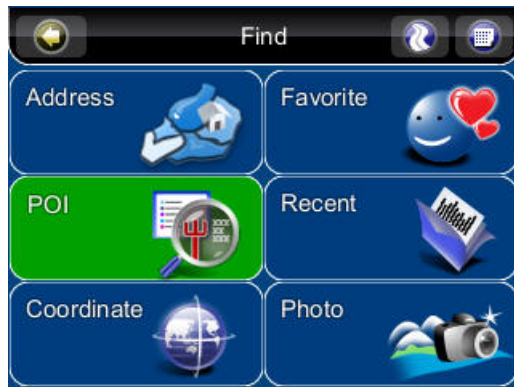 Find
Address
Favorite
POI
Recent
Coordinate
Photo